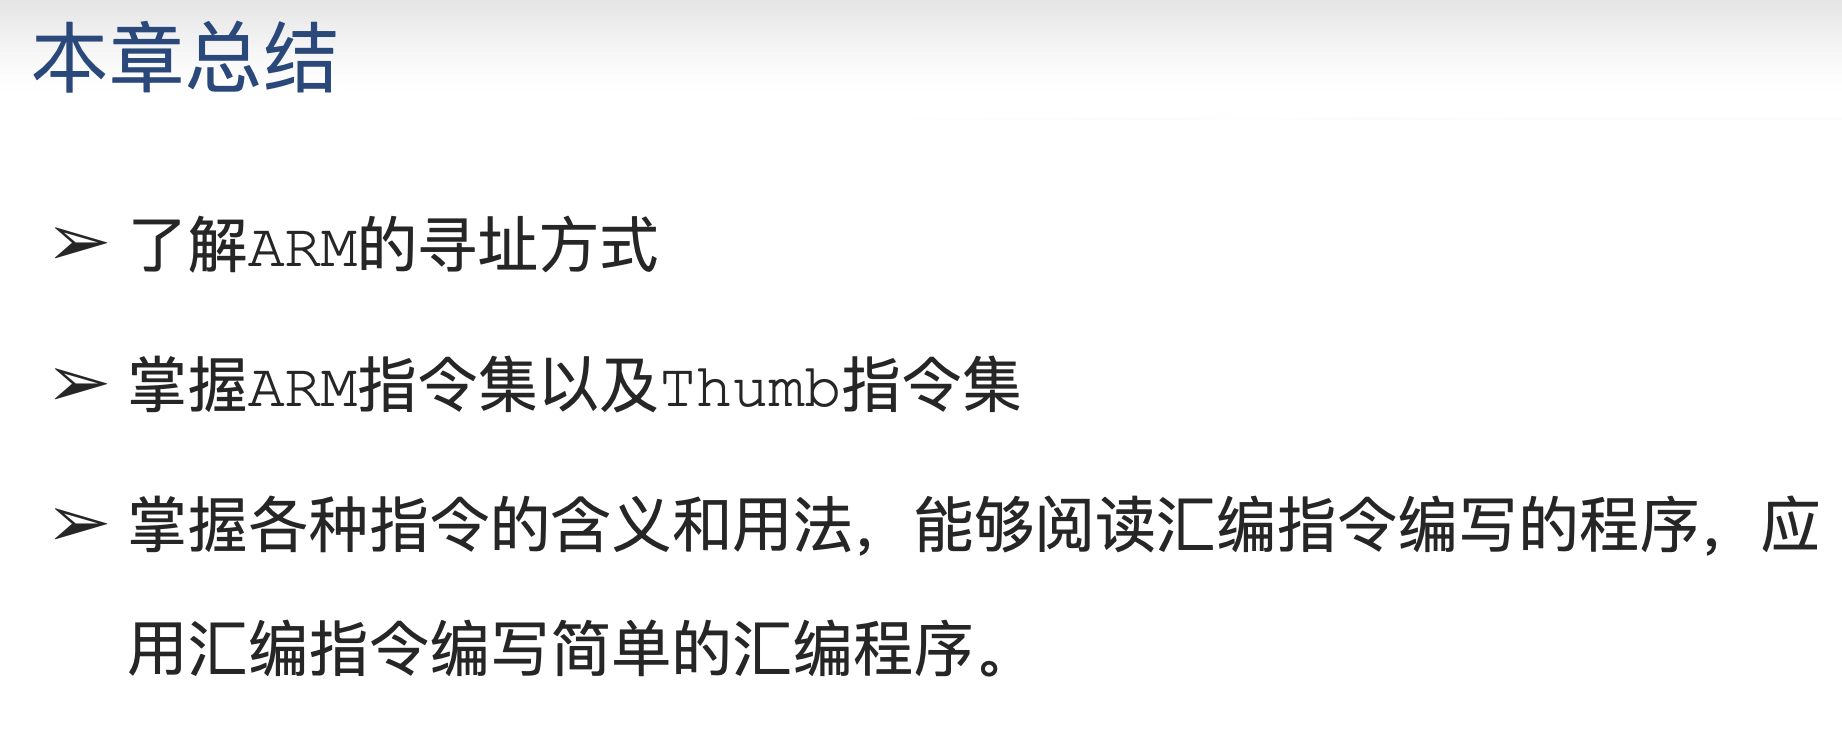 本章总结
➢ 了解ARM的寻址方式
➢ 掌握ARM指令集以及Thumb指令集
➢ 掌握各种指令的含义和用法，能够阅读汇编指令编写的程序，应
用汇编指令编写简单的汇编程序。